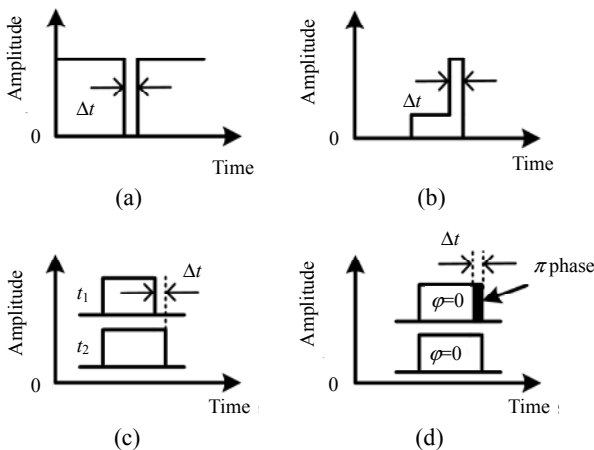 Amplitude
Δt
0
Time
(a)
Amplitude
Δt
0
Time
(b)
Amplitude
t₁
Δt
t₂
0
Time
(c)
Amplitude
Δt
π phase
φ=0
φ=0
0
Time
(d)